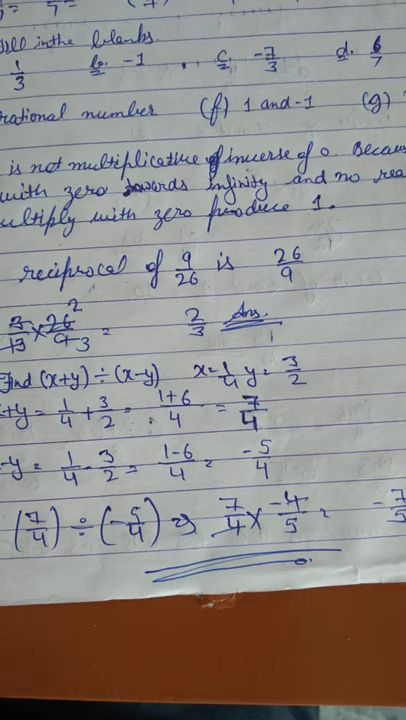 Fill in the blanks.
1/3 b. -1 c. -7/3 d. 6/7
rational number (f) 1 and -1 (g)
is not multiplicative inverse of 0. Because
with zero towards infinity and no rea
ultiply with zero produce 1.
reciprocal of 9/26 is 26/9
3/13 × 26/9 = 2/3 Ans.
Find (x+y) ÷ (x-y) x = 1/4 y = 3/2
+y = 1/4 + 3/2 = 1+6/4 = 7/4
-y = 1/4 - 3/2 = 1-6/4 = -5/4
(7/4) ÷ (-5/4) ⇒ 7/4 × -4/5 = -7/5